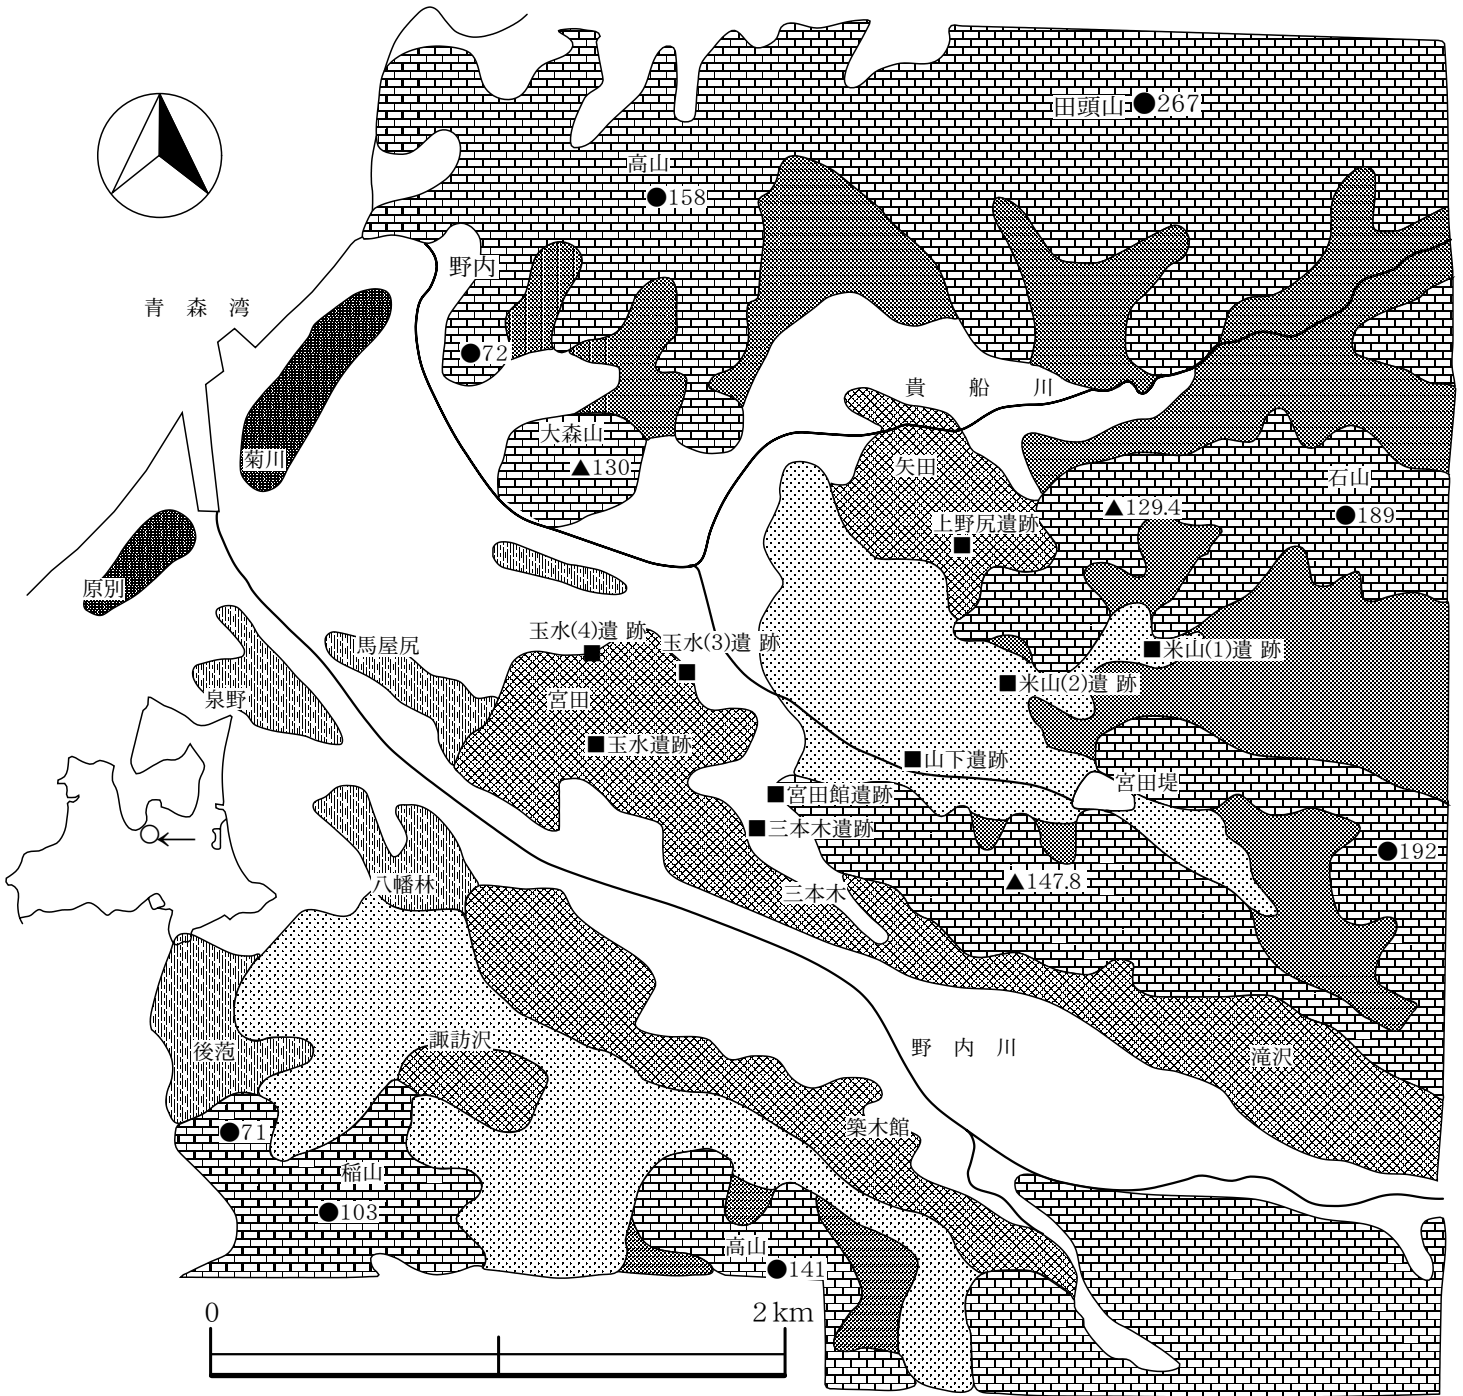 田頭山 267
高山
158
野内
青森湾
72
貴船川
大森山
130
菊川
矢田
石山
129.4
189
上野尻遺跡
原別
玉水(4)遺跡
馬屋尻
玉水(3)遺跡
米山(1)遺跡
米山(2)遺跡
泉野
宮田
玉水遺跡
山下遺跡
宮田堤
宮田館遺跡
三本木遺跡
192
八幡林
147.8
三本木
諏訪沢
野内川
後萢
滝沢
築木館
71
稲山
103
高山
141
0 2km